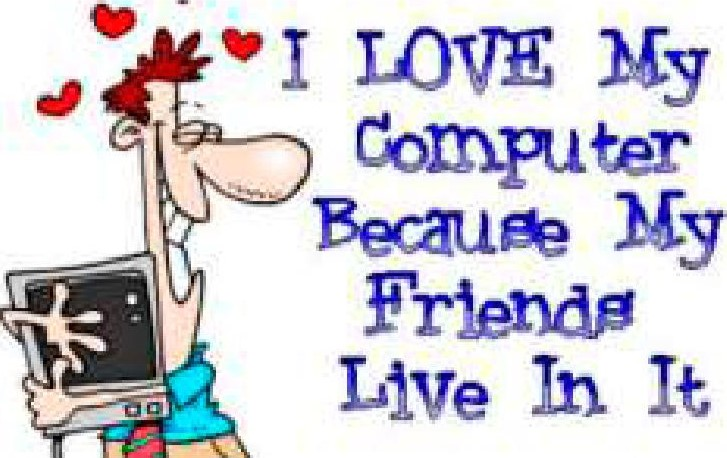 I LOVE My
Computer
Because My
Friends
Live In It